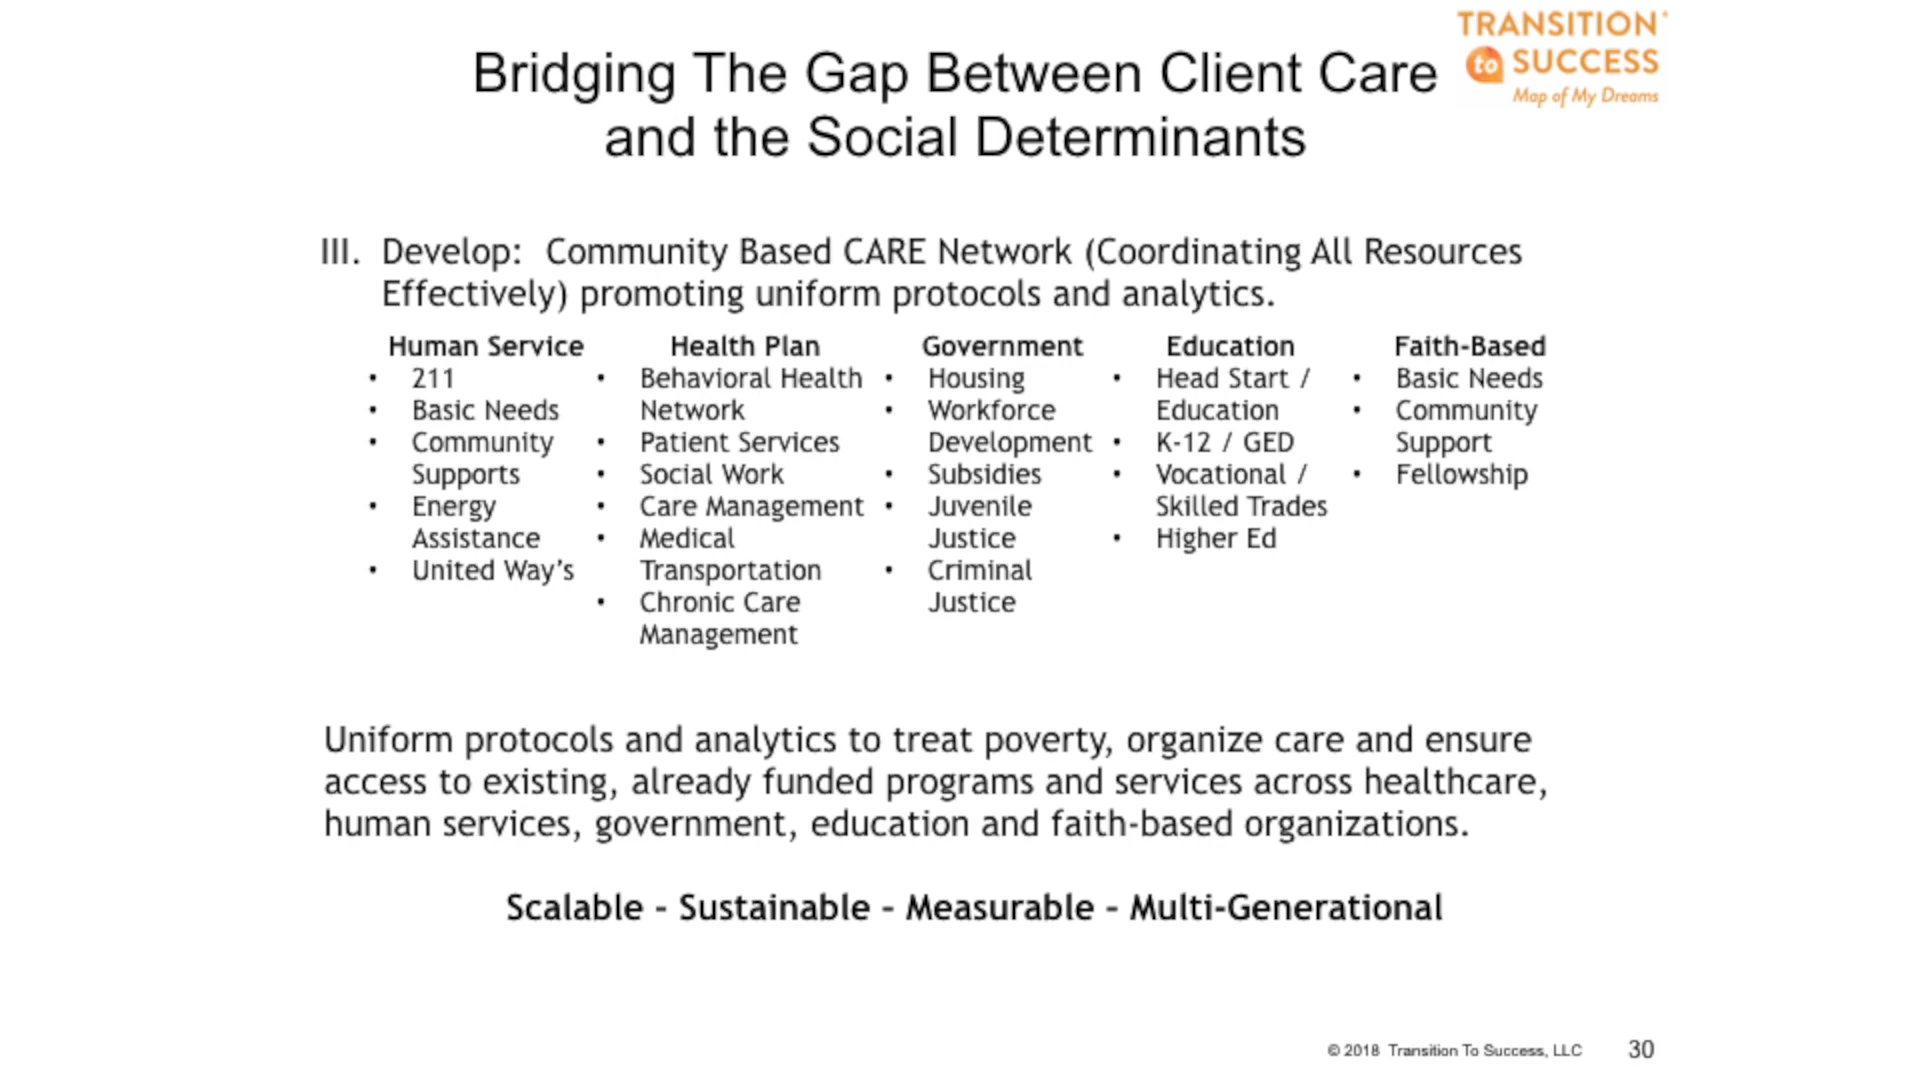 TRANSITION
to SUCCESS
Map of My Dreams
Bridging The Gap Between Client Care
and the Social Determinants
III. Develop: Community Based CARE Network (Coordinating All Resources
Effectively) promoting uniform protocols and analytics.
Human Service
• 211
• Basic Needs
• Community
Supports
• Energy
Assistance
• United Way's
Health Plan
• Behavioral Health
Network
• Patient Services
• Social Work
• Care Management
• Medical
Transportation
• Chronic Care
Management
Government
• Housing
• Workforce
Development
• Subsidies
• Juvenile
Justice
• Criminal
Justice
Education
• Head Start /
Education
• K-12 / GED
• Vocational /
Skilled Trades
• Higher Ed
Faith-Based
• Basic Needs
• Community
Support
• Fellowship
Uniform protocols and analytics to treat poverty, organize care and ensure
access to existing, already funded programs and services across healthcare,
human services, government, education and faith-based organizations.
Scalable - Sustainable - Measurable - Multi-Generational
© 2018 Transition To Success, LLC
30